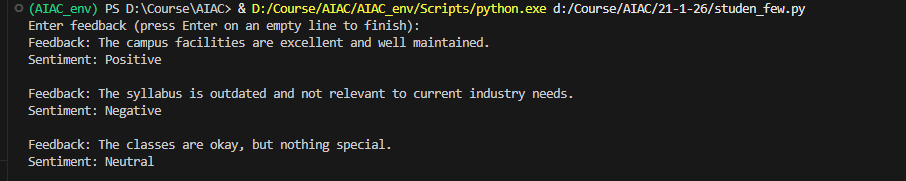 (AIAC_env) PS D:\Course\AIAC> & D:/Course/AIAC/AIAC_env/Scripts/python.exe d:/Course/AIAC/21-1-26/studen_few.py
Enter feedback (press Enter on an empty line to finish):
Feedback: The campus facilities are excellent and well maintained.
Sentiment: Positive

Feedback: The syllabus is outdated and not relevant to current industry needs.
Sentiment: Negative

Feedback: The classes are okay, but nothing special.
Sentiment: Neutral